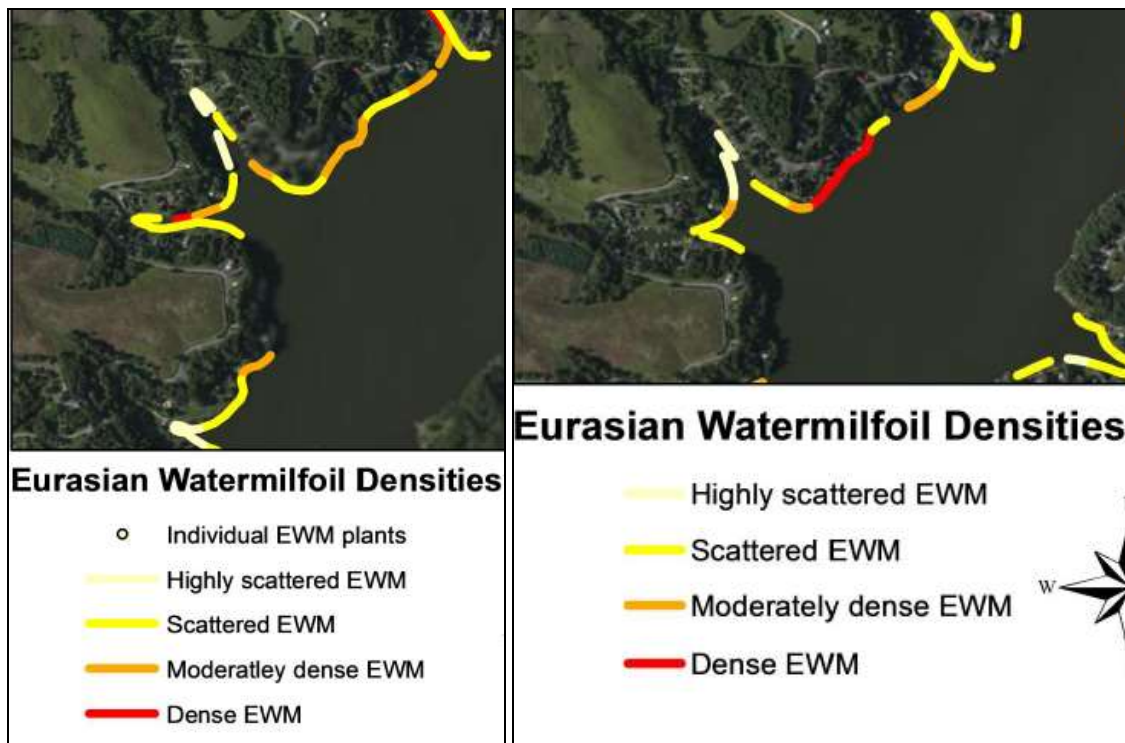 Eurasian Watermilfoil Densities
Individual EWM plants
Highly scattered EWM
Scattered EWM
Moderatley dense EWM
Dense EWM
Eurasian Watermilfoil Densities
Highly scattered EWM
Scattered EWM
Moderately dense EWM
Dense EWM
W